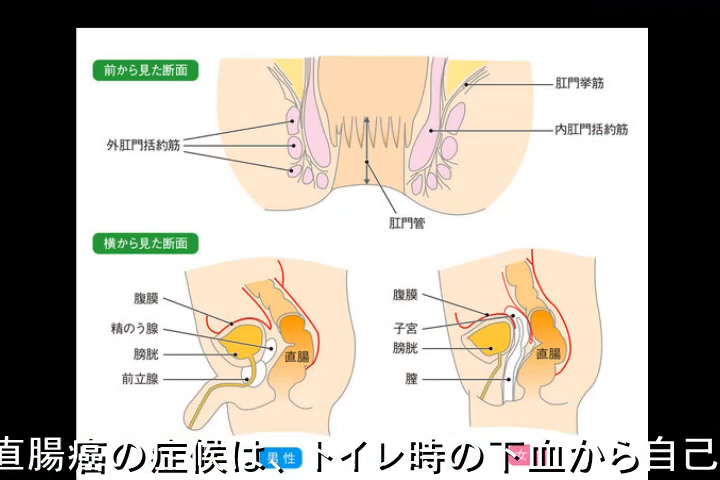 前から見た断面
肛門挙筋
外肛門括約筋
内肛門括約筋
肛門管
横から見た断面
腹膜
精のう腺
膀胱
前立腺
直腸
腹膜
子宮
膀胱
膣
直腸
男性
女
直腸癌の症候は、トイレ時の下血から自己